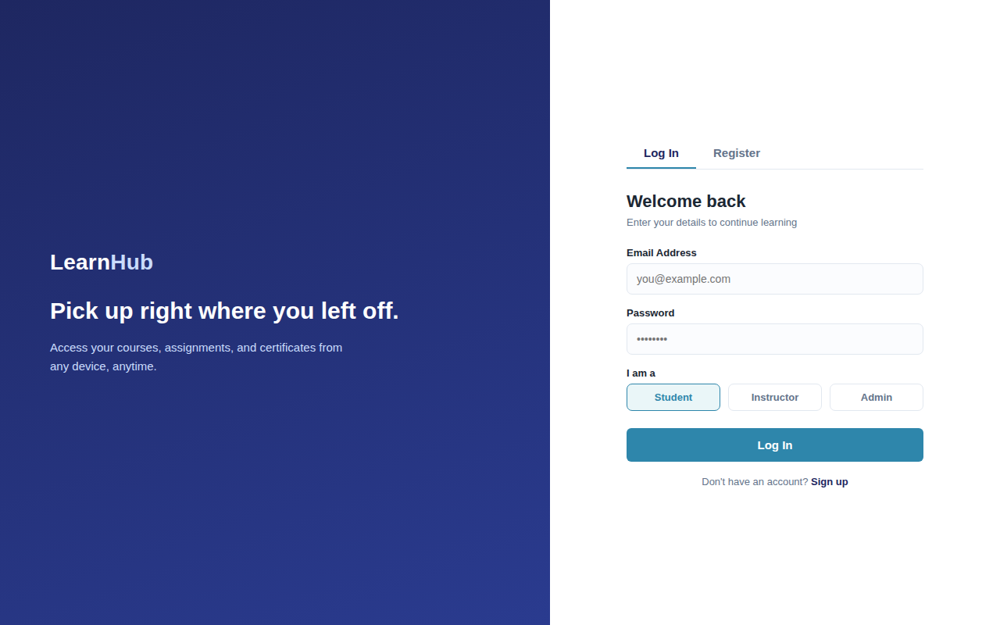 LearnHub
Pick up right where you left off.
Access your courses, assignments, and certificates from
any device, anytime.
Log In
Register
Welcome back
Enter your details to continue learning
Email Address
you@example.com
Password
••••••••
I am a
Student
Instructor
Admin
Log In
Don't have an account? Sign up